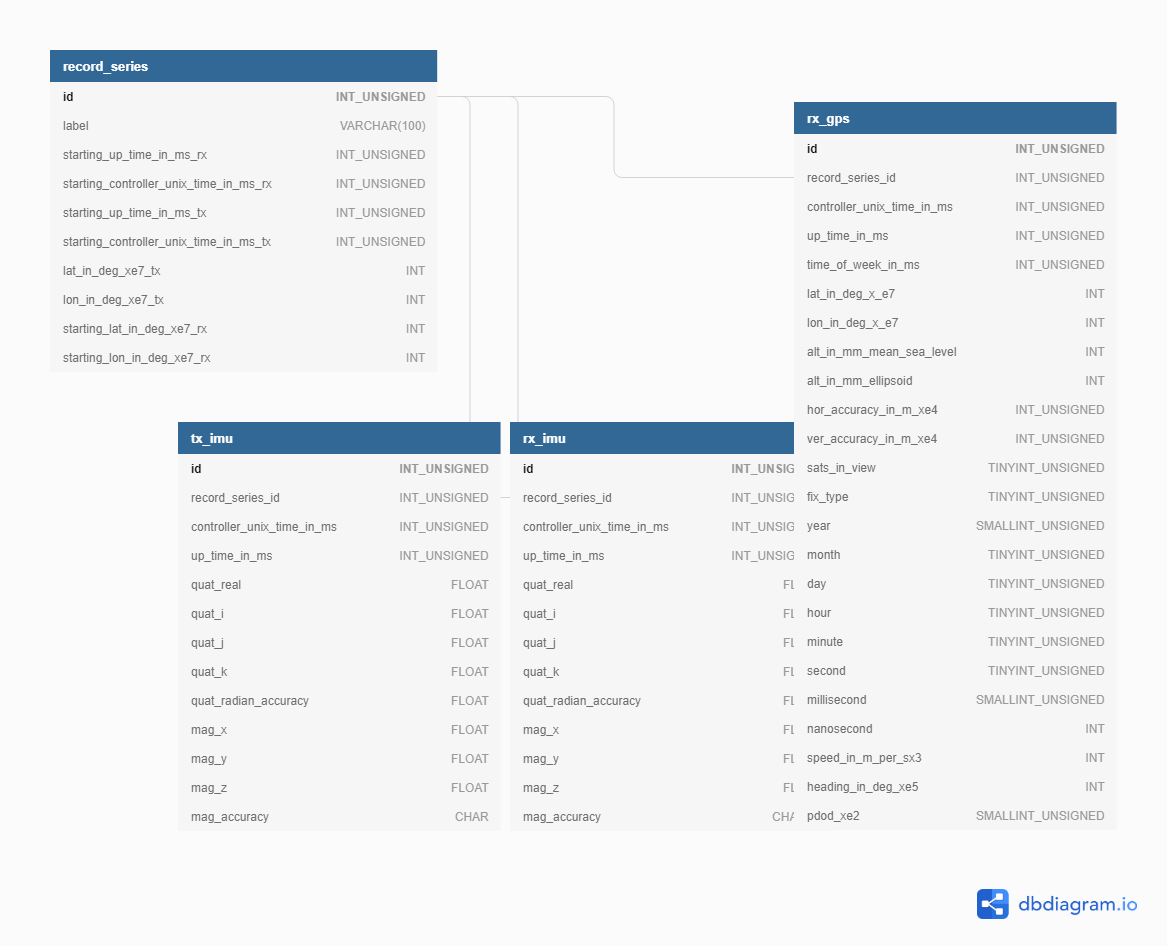 record_series
id INT_UNSIGNED
label VARCHAR(100)
starting_up_time_in_ms_rx INT_UNSIGNED
starting_controller_unix_time_in_ms_rx INT_UNSIGNED
starting_up_time_in_ms_tx INT_UNSIGNED
starting_controller_unix_time_in_ms_tx INT_UNSIGNED
lat_in_deg_xe7_tx INT
lon_in_deg_xe7_tx INT
starting_lat_in_deg_xe7_rx INT
starting_lon_in_deg_xe7_rx INT
tx_imu
id INT_UNSIGNED
record_series_id INT_UNSIGNED
controller_unix_time_in_ms INT_UNSIGNED
up_time_in_ms INT_UNSIGNED
quat_real FLOAT
quat_i FLOAT
quat_j FLOAT
quat_k FLOAT
quat_radian_accuracy FLOAT
mag_x FLOAT
mag_y FLOAT
mag_z FLOAT
mag_accuracy CHAR
rx_imu
id INT_UNSIG
record_series_id INT_UNSIG
controller_unix_time_in_ms INT_UNSIG
up_time_in_ms INT_UNSIG
quat_real FL
quat_i FL
quat_j FL
quat_k FL
quat_radian_accuracy FL
mag_x FL
mag_y FL
mag_z FL
mag_accuracy CHA
rx_gps
id INT_UNSIGNED
record_series_id INT_UNSIGNED
controller_unix_time_in_ms INT_UNSIGNED
up_time_in_ms INT_UNSIGNED
time_of_week_in_ms INT_UNSIGNED
lat_in_deg_x_e7 INT
lon_in_deg_x_e7 INT
alt_in_mm_mean_sea_level INT
alt_in_mm_ellipsoid INT
hor_accuracy_in_m_xe4 INT_UNSIGNED
ver_accuracy_in_m_xe4 INT_UNSIGNED
sats_in_view TINYINT_UNSIGNED
fix_type TINYINT_UNSIGNED
year SMALLINT_UNSIGNED
month TINYINT_UNSIGNED
day TINYINT_UNSIGNED
hour TINYINT_UNSIGNED
minute TINYINT_UNSIGNED
second TINYINT_UNSIGNED
millisecond SMALLINT_UNSIGNED
nanosecond INT
speed_in_m_per_sx3 INT
heading_in_deg_xe5 INT
pdod_xe2 SMALLINT_UNSIGNED
dbdiagram.io